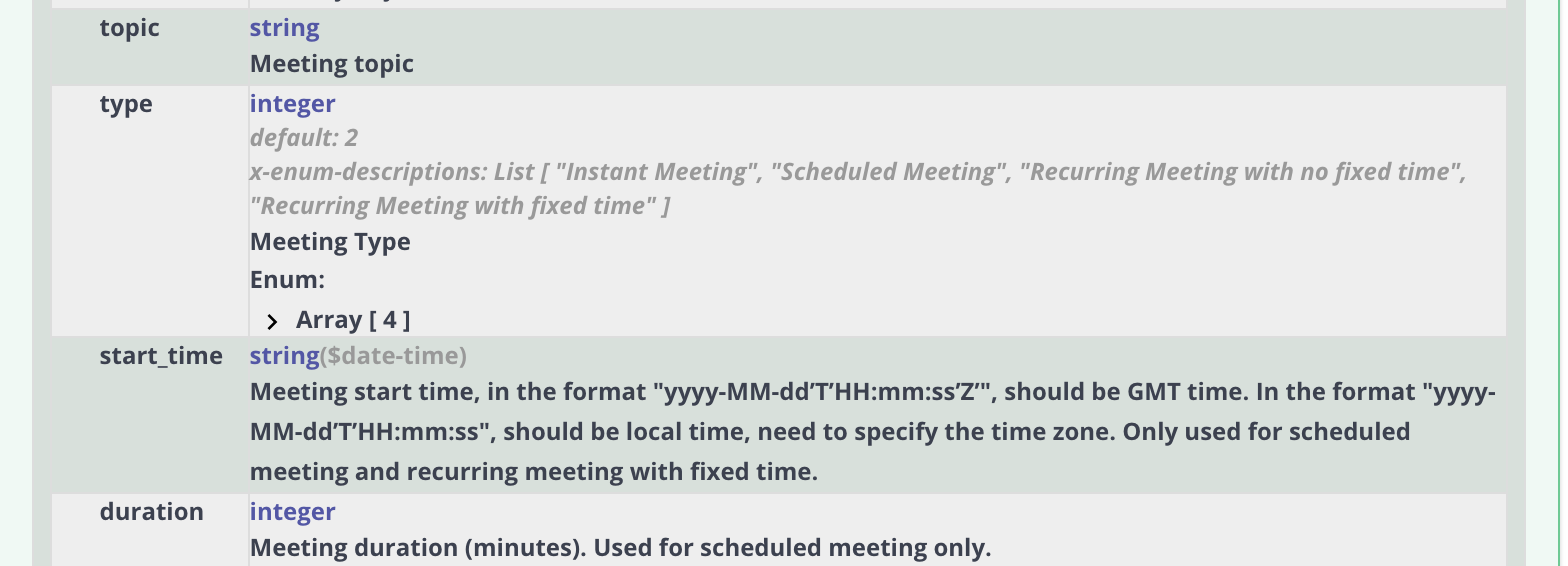 topic string
Meeting topic
type integer
default: 2
x-enum-descriptions: List [ "Instant Meeting", "Scheduled Meeting", "Recurring Meeting with no fixed time",
"Recurring Meeting with fixed time" ]
Meeting Type
Enum:
Array [ 4 ]
start_time string($date-time)
Meeting start time, in the format "yyyy-MM-dd’T’HH:mm:ss’Z’", should be GMT time. In the format "yyyy-
MM-dd’T’HH:mm:ss", should be local time, need to specify the time zone. Only used for scheduled
meeting and recurring meeting with fixed time.
duration integer
Meeting duration (minutes). Used for scheduled meeting only.